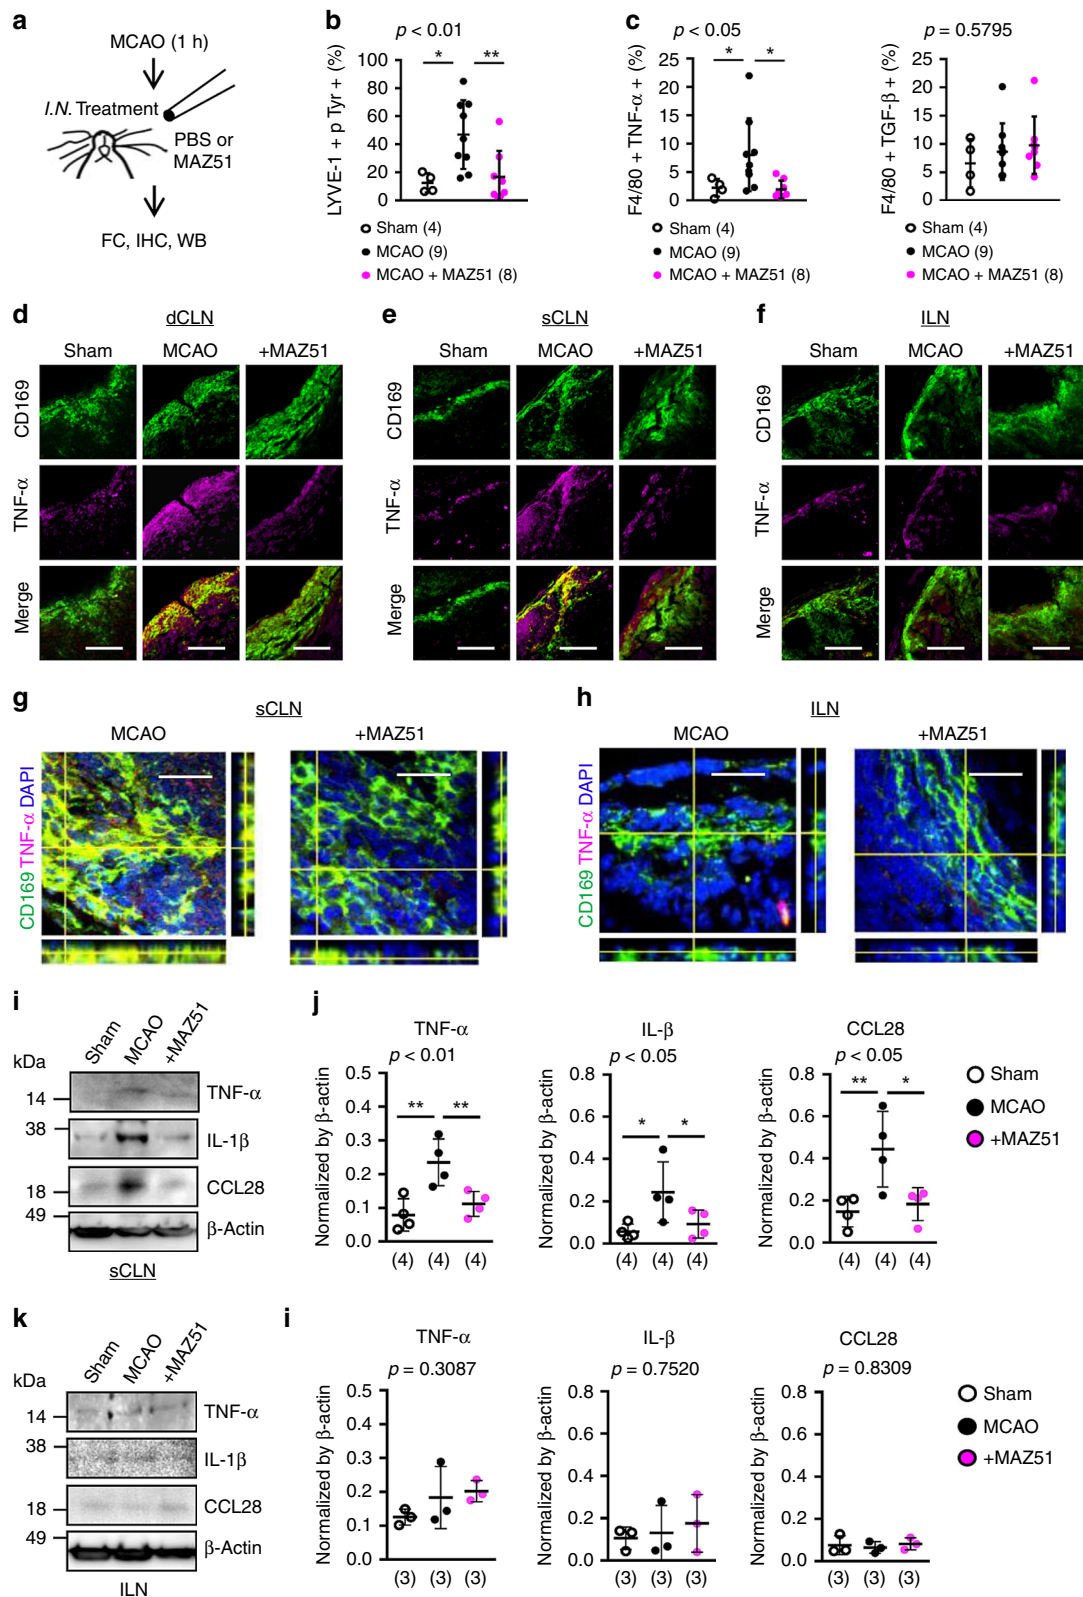 a
MCAO (1 h)
I.N. Treatment
PBS or
MAZ51
FC, IHC, WB
b
p < 0.01
LYVE-1 + p Tyr + (%)
* **
100
80
60
40
20
0
Sham (4)
MCAO (9)
MCAO + MAZ51 (8)
c
p < 0.05
F4/80 + TNF-α + (%)
* *
25
20
15
10
5
0
Sham (4)
MCAO (9)
MCAO + MAZ51 (8)
p = 0.5795
F4/80 + TGF-β + (%)
25
20
15
10
5
0
Sham (4)
MCAO (9)
MCAO + MAZ51 (8)
d
dCLN
Sham MCAO +MAZ51
CD169
TNF-α
Merge
e
sCLN
Sham MCAO +MAZ51
CD169
TNF-α
Merge
f
ILN
Sham MCAO +MAZ51
CD169
TNF-α
Merge
g
sCLN
MCAO +MAZ51
CD169 TNF-α DAPI
h
ILN
MCAO +MAZ51
CD169 TNF-α DAPI
i
Sham MCAO +MAZ51
kDa
14 TNF-α
38 IL-1β
18 CCL28
49 β-Actin
sCLN
j
TNF-α
p < 0.01
Normalized by β-actin
** **
0.5
0.4
0.3
0.2
0.1
0.0
(4) (4) (4)
IL-β
p < 0.05
Normalized by β-actin
* *
0.8
0.6
0.4
0.2
0.0
(4) (4) (4)
CCL28
p < 0.05
Normalized by β-actin
** *
0.8
0.6
0.4
0.2
0.0
(4) (4) (4)
Sham
MCAO
+MAZ51
k
Sham MCAO +MAZ51
kDa
14 TNF-α
38 IL-1β
18 CCL28
49 β-Actin
ILN
i
TNF-α
p = 0.3087
Normalized by β-actin
0.5
0.4
0.3
0.2
0.1
0.0
(3) (3) (3)
IL-β
p = 0.7520
Normalized by β-actin
0.8
0.6
0.4
0.2
0.0
(3) (3) (3)
CCL28
p = 0.8309
Normalized by β-actin
0.8
0.6
0.4
0.2
0.0
(3) (3) (3)
Sham
MCAO
+MAZ51